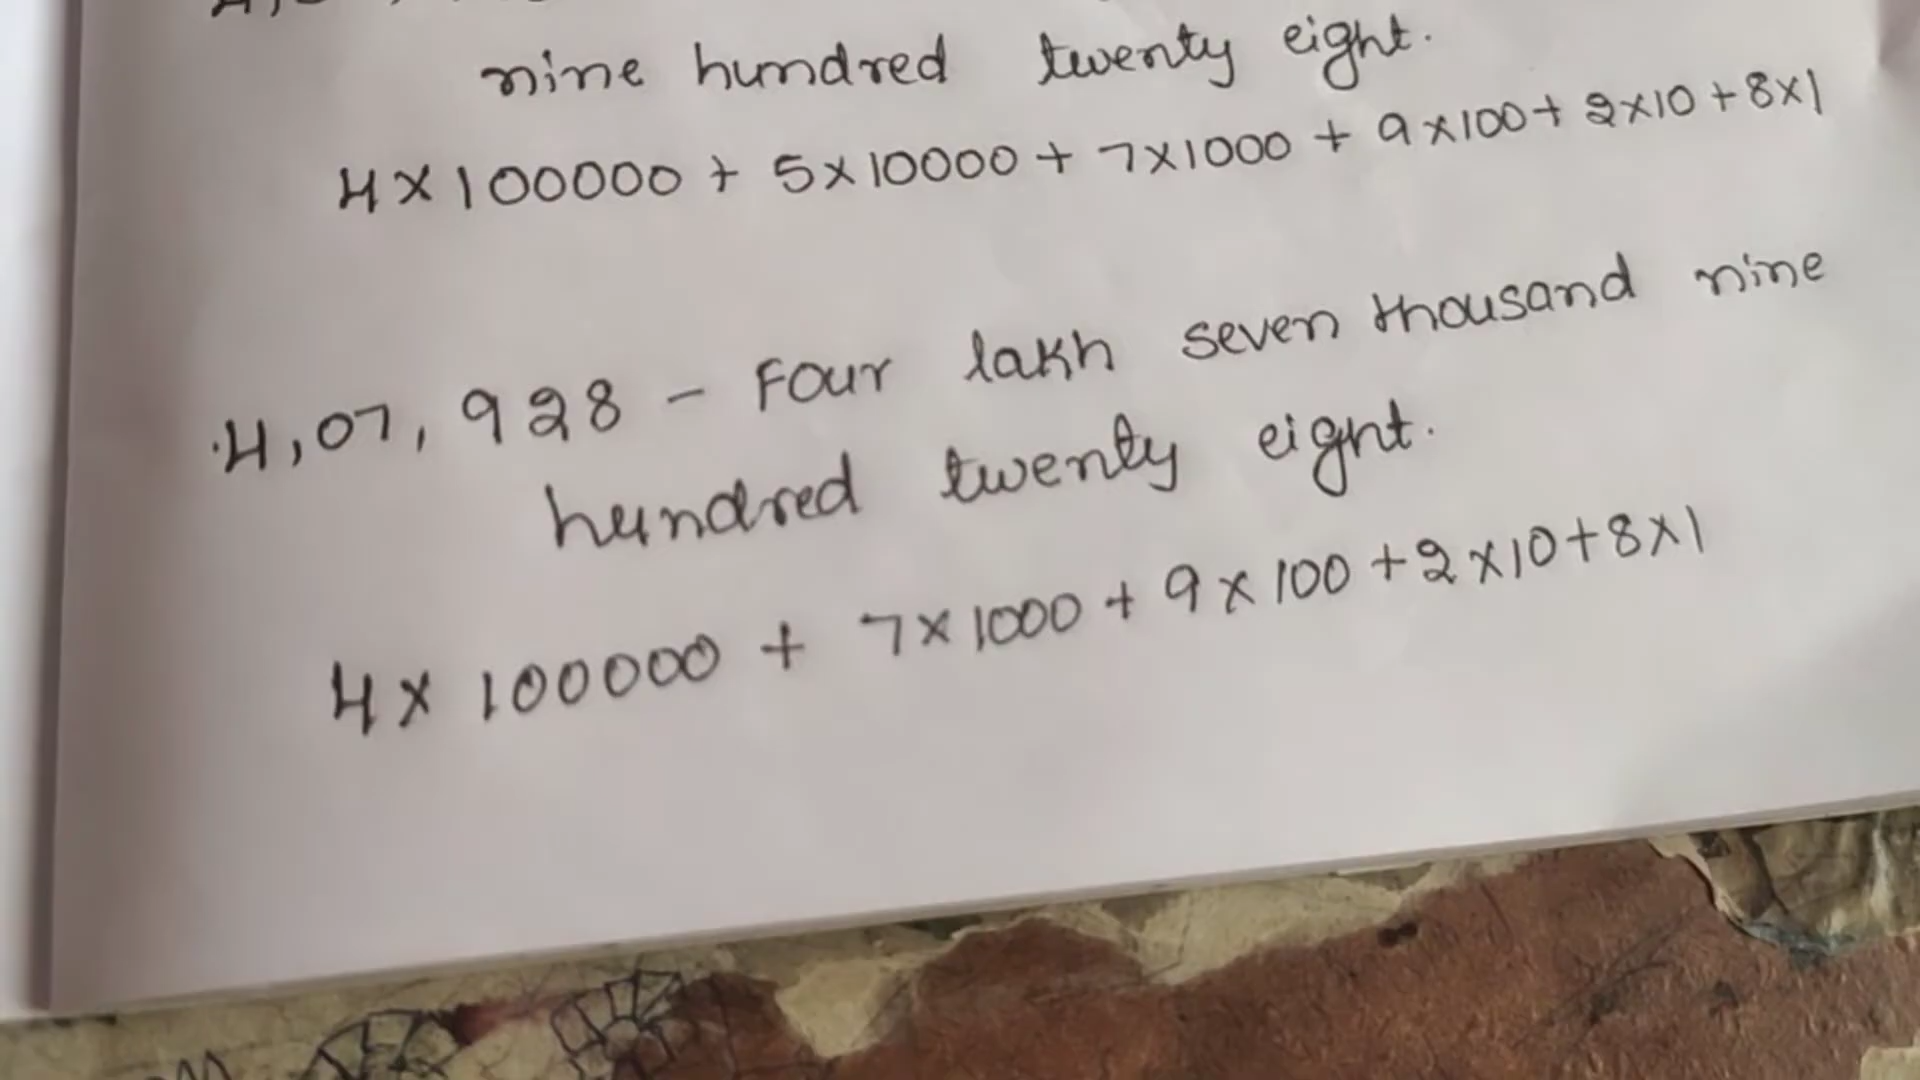 nine hundred twenty eight.
4×100000 + 5×10000 + 7×1000 + 9×100 + 2×10 + 8×1
4,07,928 - Four lakh seven thousand nine
hundred twenty eight.
4× 100000 + 7×1000 + 9×100 + 2×10+8×1